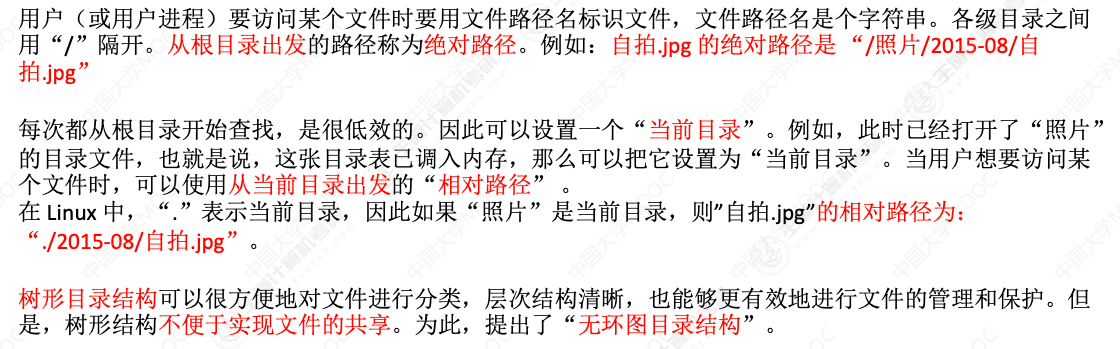 用户（或用户进程）要访问某个文件时要用文件路径名标识文件，文件路径名是个字符串。各级目录之间
用“/”隔开。从根目录出发的路径称为绝对路径。例如：自拍.jpg 的绝对路径是 “/照片/2015-08/自
拍.jpg”
每次都从根目录开始查找，是很低效的。因此可以设置一个“当前目录”。例如，此时已经打开了“照片”
的目录文件，也就是说，这张目录表已调入内存，那么可以把它设置为“当前目录”。当用户想要访问某
个文件时，可以使用从当前目录出发的“相对路径” 。
在 Linux 中，“.”表示当前目录，因此如果“照片”是当前目录，则”自拍.jpg”的相对路径为：
“./2015-08/自拍.jpg”。
树形目录结构可以很方便地对文件进行分类，层次结构清晰，也能够更有效地进行文件的管理和保护。但
是，树形结构不便于实现文件的共享。为此，提出了“无环图目录结构”。